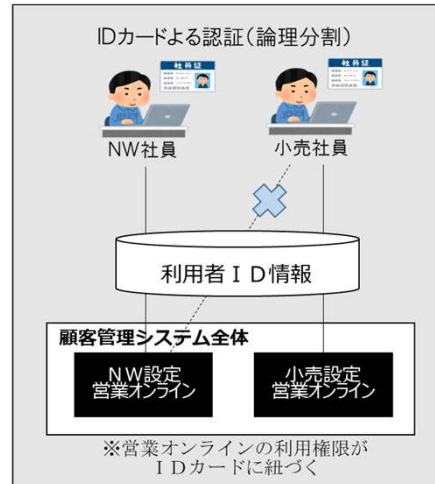 IDカードよる認証(論理分割)
社員証
社員証
NW社員
小売社員
利用者ID情報
顧客管理システム全体
NW設定
営業オンライン
小売設定
営業オンライン
※営業オンラインの利用権限が
IDカードに紐づく